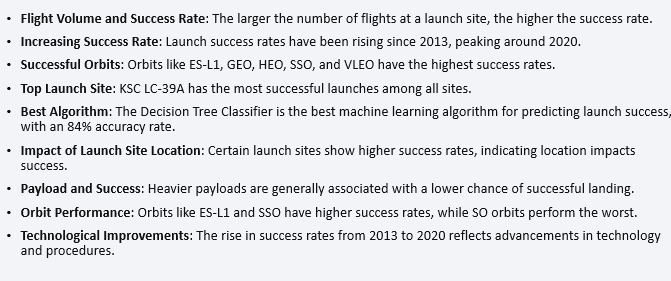 • Flight Volume and Success Rate: The larger the number of flights at a launch site, the higher the success rate.
• Increasing Success Rate: Launch success rates have been rising since 2013, peaking around 2020.
• Successful Orbits: Orbits like ES-L1, GEO, HEO, SSO, and VLEO have the highest success rates.
• Top Launch Site: KSC LC-39A has the most successful launches among all sites.
• Best Algorithm: The Decision Tree Classifier is the best machine learning algorithm for predicting launch success,
with an 84% accuracy rate.
• Impact of Launch Site Location: Certain launch sites show higher success rates, indicating location impacts
success.
• Payload and Success: Heavier payloads are generally associated with a lower chance of successful landing.
• Orbit Performance: Orbits like ES-L1 and SSO have higher success rates, while SO orbits perform the worst.
• Technological Improvements: The rise in success rates from 2013 to 2020 reflects advancements in technology
and procedures.